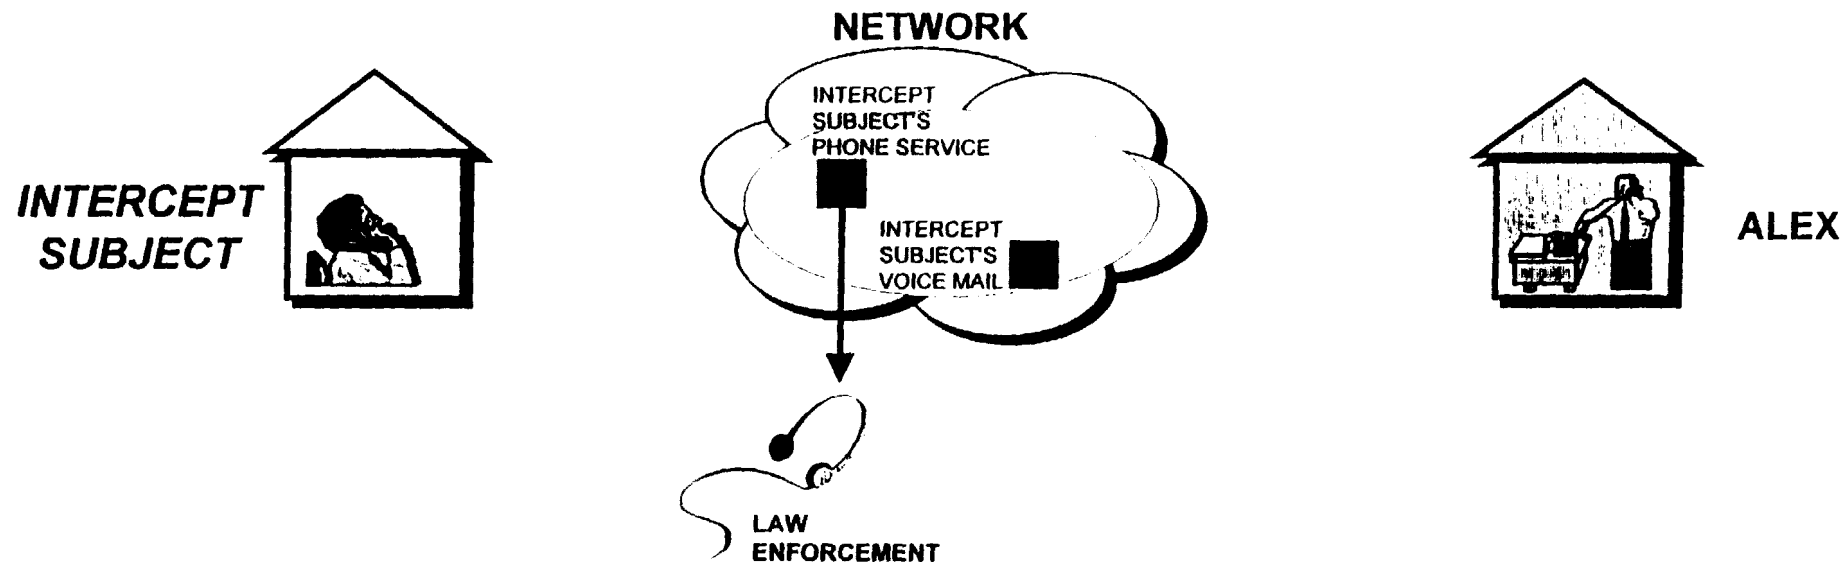 NETWORK
INTERCEPT
SUBJECT'S
PHONE SERVICE
INTERCEPT
SUBJECT
INTERCEPT
SUBJECT'S
VOICE MAIL
ALEX
LAW
ENFORCEMENT